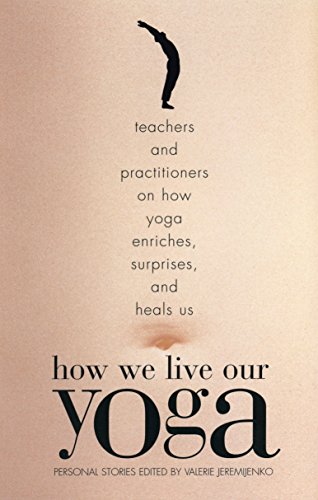 teachers
and
practitioners
on how
yoga
enriches,
surprises,
and
heals us
how we live our
yoga
PERSONAL STORIES EDITED BY VALERIE JEREMIJENKO